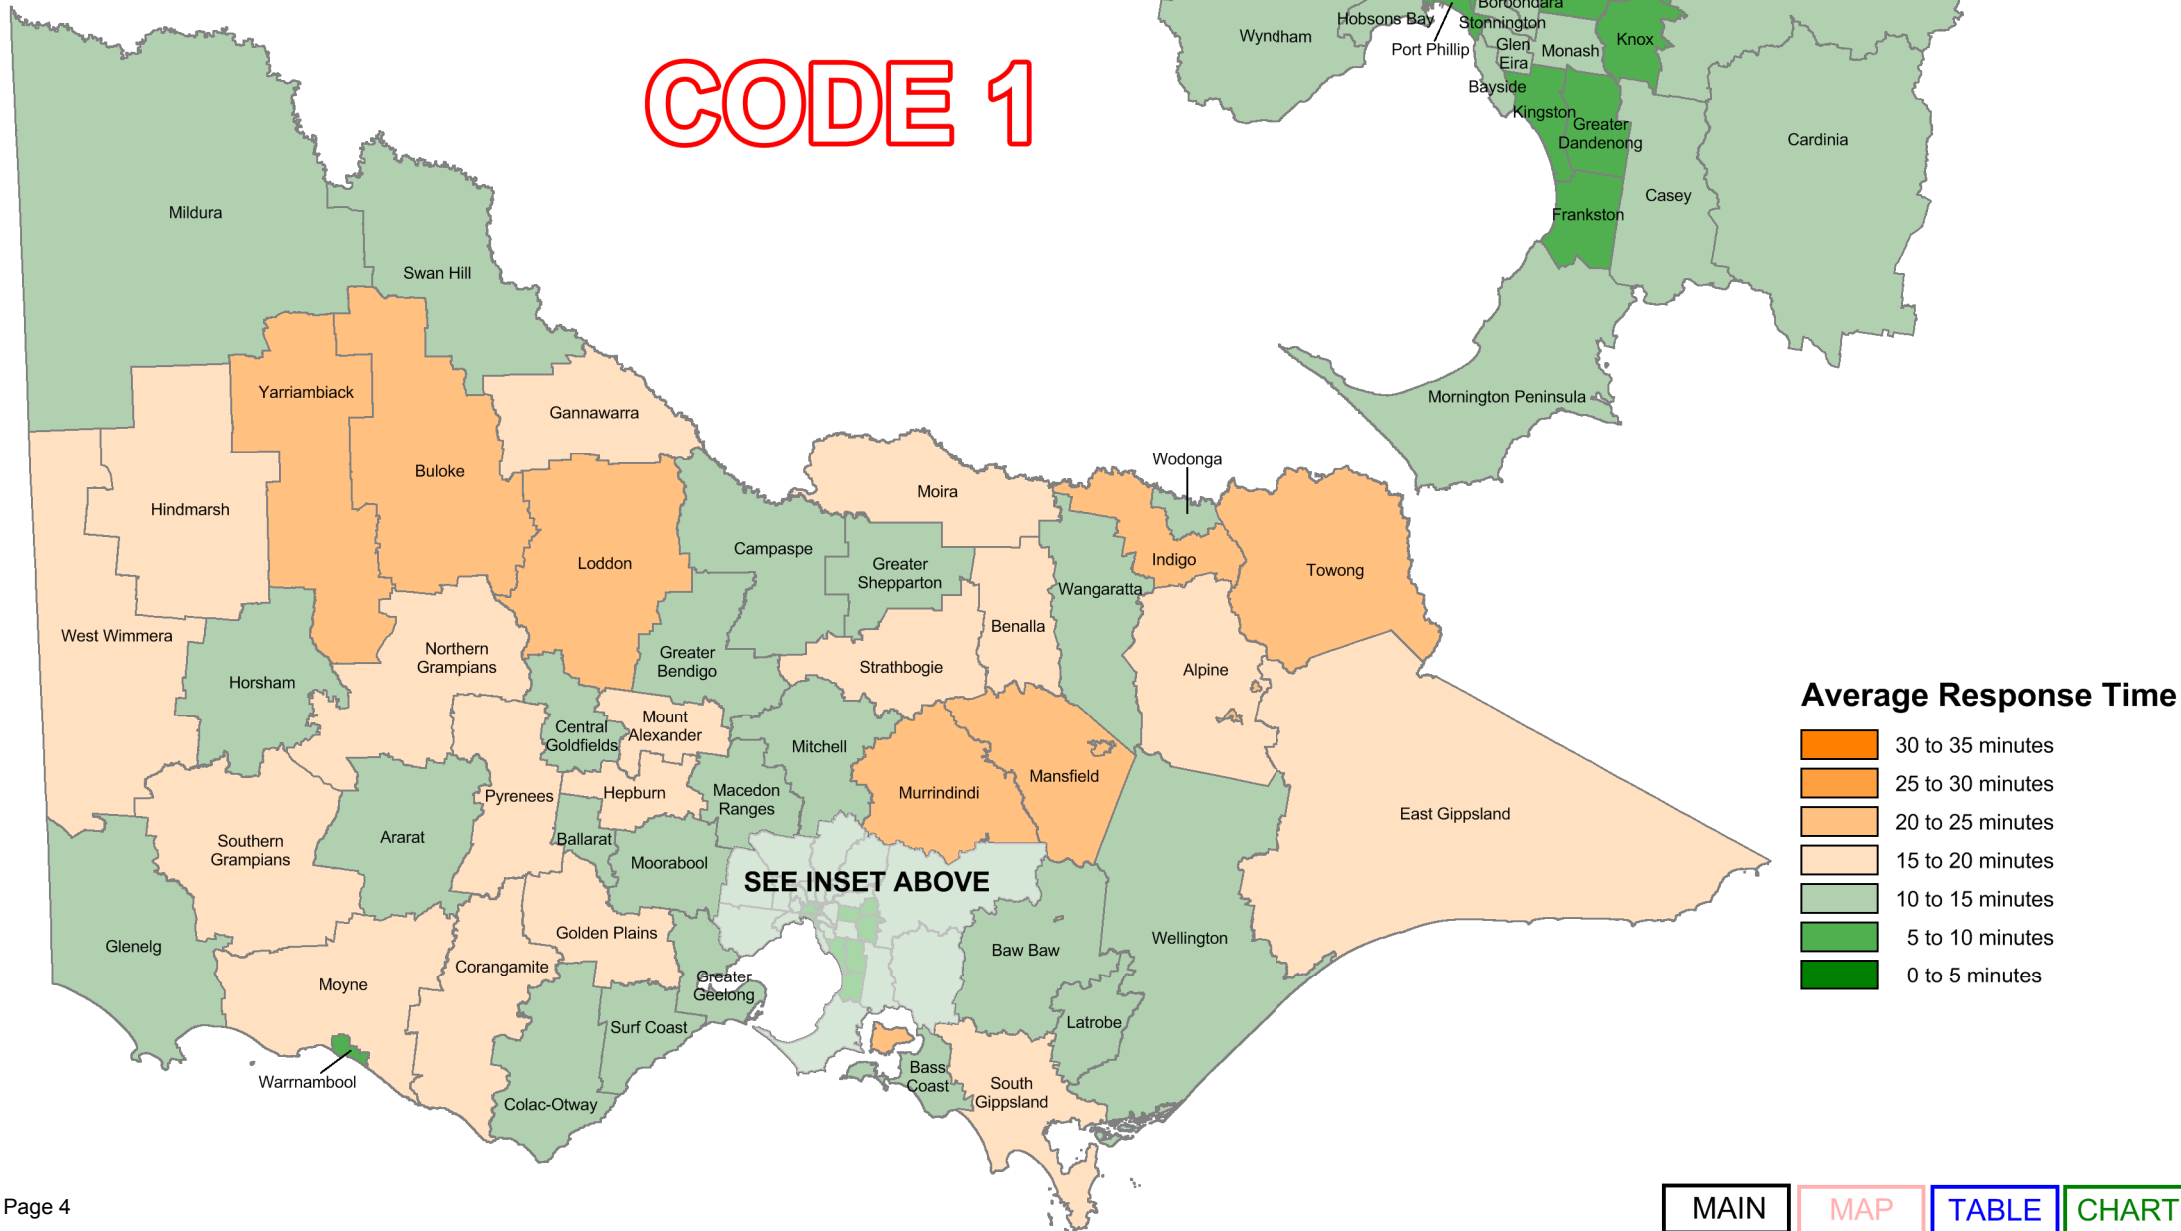 Boroondara
Hobsons Bay
Stonnington
Wyndham
Port Phillip
Glen
Eira
Monash
Knox
Bayside
Kingston
Greater
Dandenong
Cardinia
Casey
Frankston
Mornington Peninsula
CODE 1
Mildura
Swan Hill
Yarriambiack
Gannawarra
Buloke
Hindmarsh
Moira
Wodonga
Loddon
Campaspe
Greater
Shepparton
Indigo
Towong
Wangaratta
West Wimmera
Benalla
Northern
Grampians
Greater
Bendigo
Strathbogie
Alpine
Horsham
Central
Goldfields
Mount
Alexander
Mitchell
Mansfield
Murrindindi
Macedon
Ranges
Hepburn
Pyrenees
East Gippsland
Southern
Grampians
Ararat
Ballarat
Moorabool
SEE INSET ABOVE
Glenelg
Golden Plains
Wellington
Baw Baw
Moyne
Corangamite
Greater
Geelong
Surf Coast
Latrobe
Warrnambool
Bass
Coast
South
Gippsland
Colac-Otway
Average Response Time
30 to 35 minutes
25 to 30 minutes
20 to 25 minutes
15 to 20 minutes
10 to 15 minutes
5 to 10 minutes
0 to 5 minutes
Page 4
MAIN
MAP
TABLE
CHART